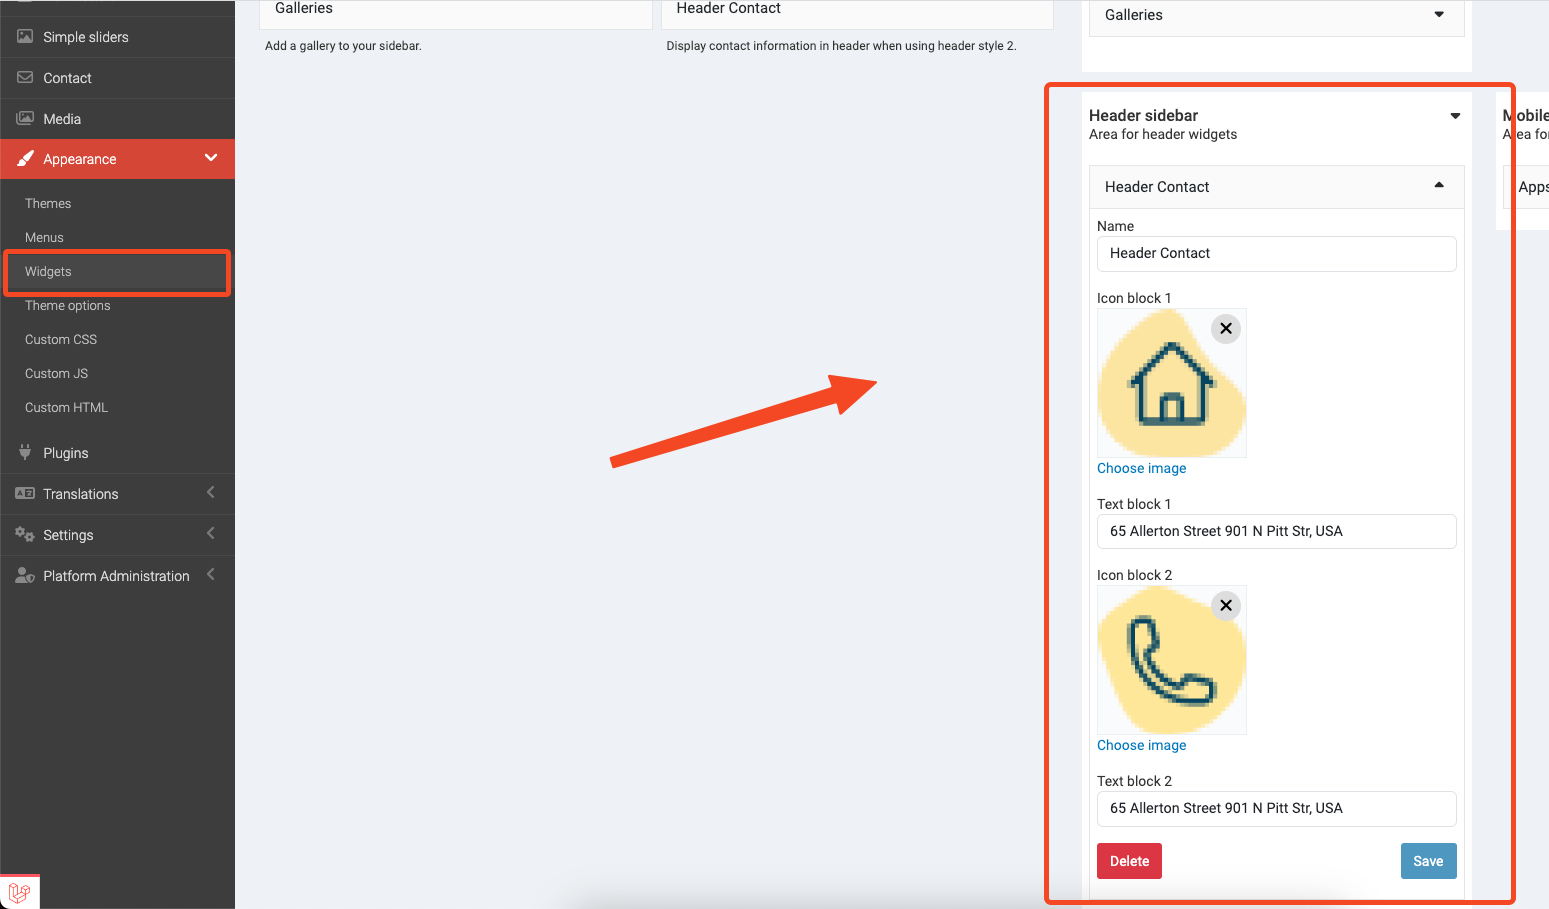 Simple sliders
Contact
Media
Appearance
Themes
Menus
Widgets
Theme options
Custom CSS
Custom JS
Custom HTML
Plugins
Translations
Settings
Platform Administration
Galleries
Add a gallery to your sidebar.
Header Contact
Display contact information in header when using header style 2.
Galleries
Header sidebar
Area for header widgets
Header Contact
Name
Header Contact
Icon block 1
Choose image
Text block 1
65 Allerton Street 901 N Pitt Str, USA
Icon block 2
Choose image
Text block 2
65 Allerton Street 901 N Pitt Str, USA
Delete
Save
Mobile
Area for
Apps